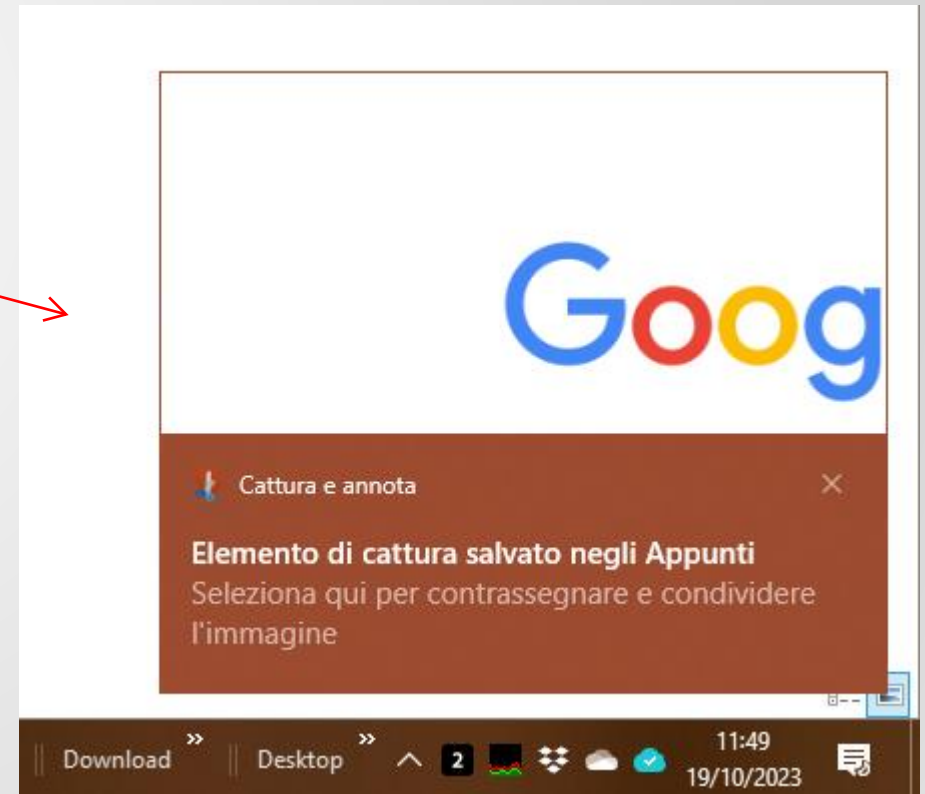 Goog
Cattura e annota
Elemento di cattura salvato negli Appunti
Seleziona qui per contrassegnare e condividere
l'immagine
Download » Desktop » 2 11:49
19/10/2023